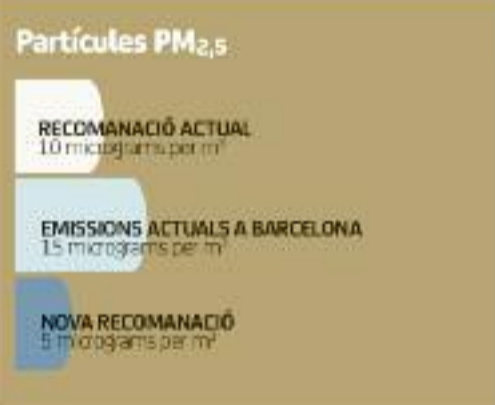 Partícules PM2,5
RECOMANACIÓ ACTUAL
10 micrograms per m³
EMISSIONS ACTUALS A BARCELONA
15 micrograms per m³
NOVA RECOMANACIÓ
5 micrograms per m³